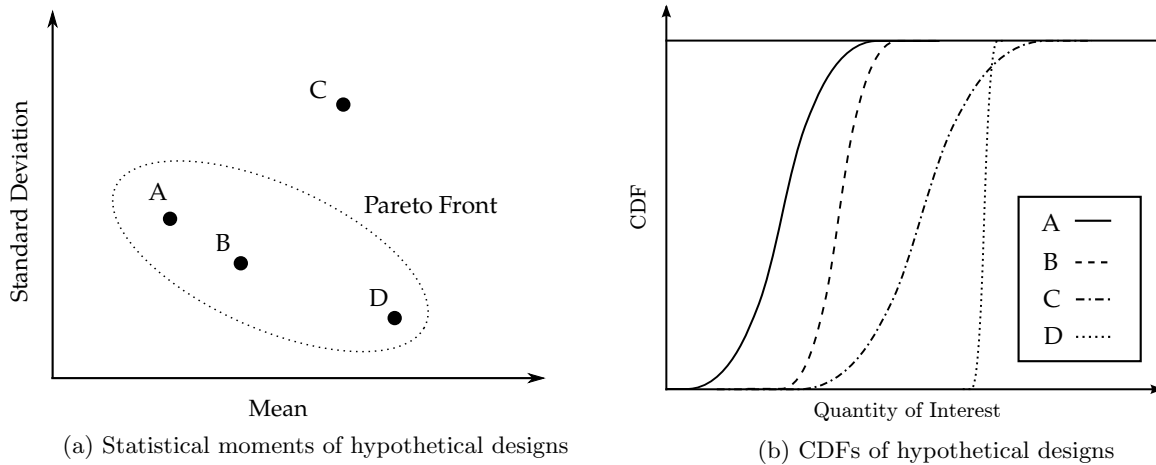 Standard Deviation
C
A
B
D
Pareto Front
Mean
(a) Statistical moments of hypothetical designs
CDF
A
B
C
D
Quantity of Interest
(b) CDFs of hypothetical designs